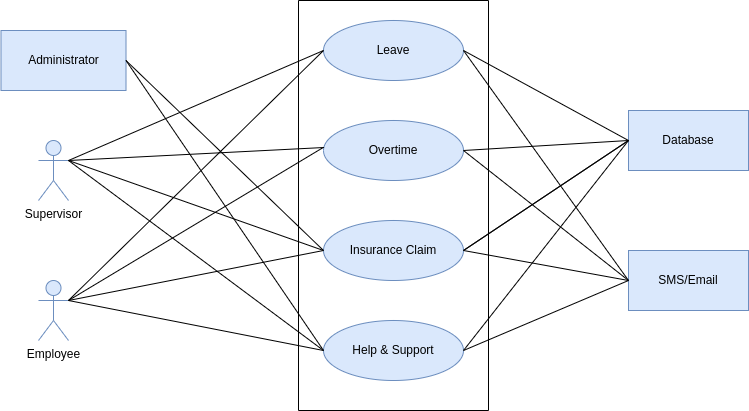 Administrator
Supervisor
Employee
Leave
Overtime
Insurance Claim
Help & Support
Database
SMS/Email